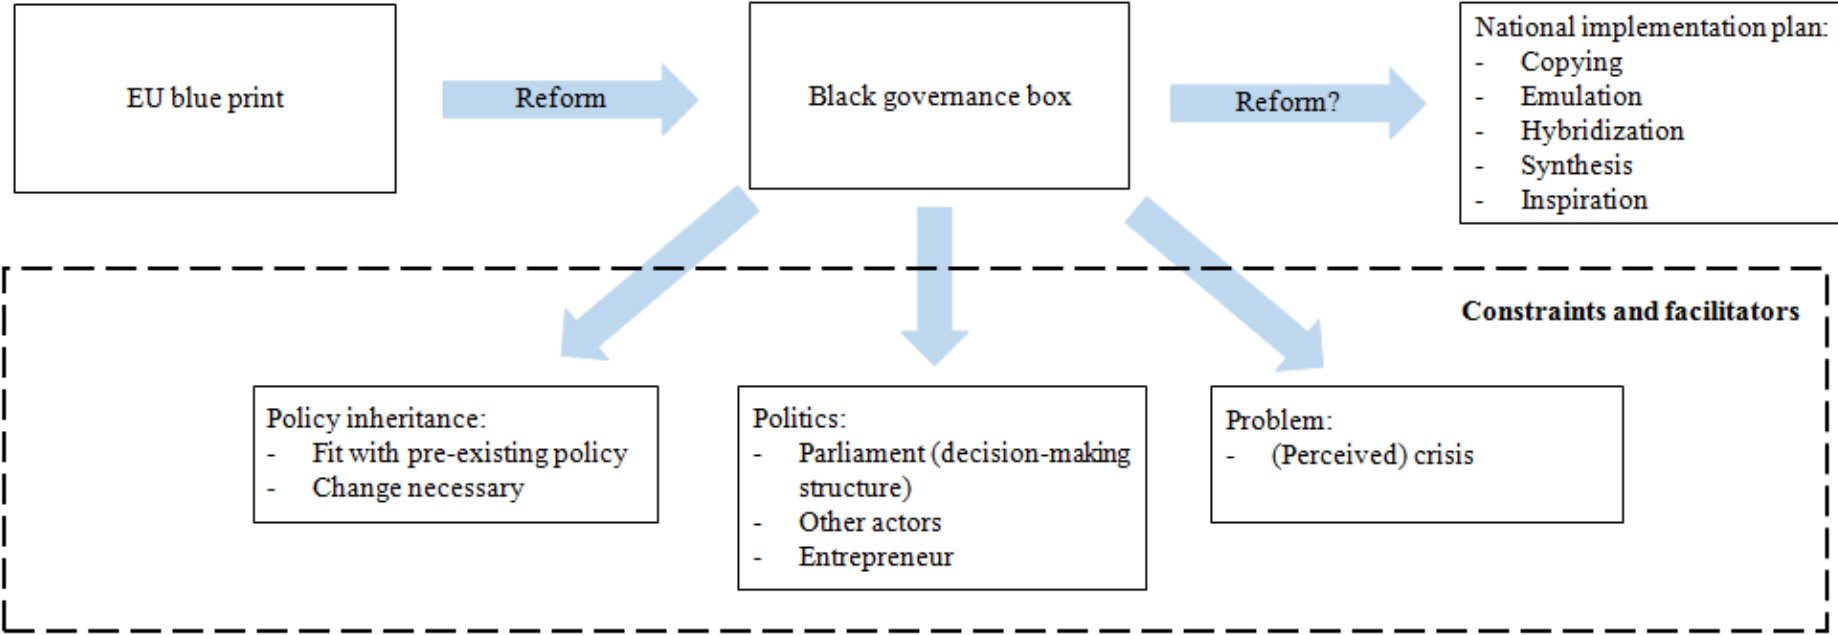 EU blue print
Reform
Black governance box
Reform?
National implementation plan:
- Copying
- Emulation
- Hybridization
- Synthesis
- Inspiration
Constraints and facilitators
Policy inheritance:
- Fit with pre-existing policy
- Change necessary
Politics:
- Parliament (decision-making
structure)
- Other actors
- Entrepreneur
Problem:
- (Perceived) crisis